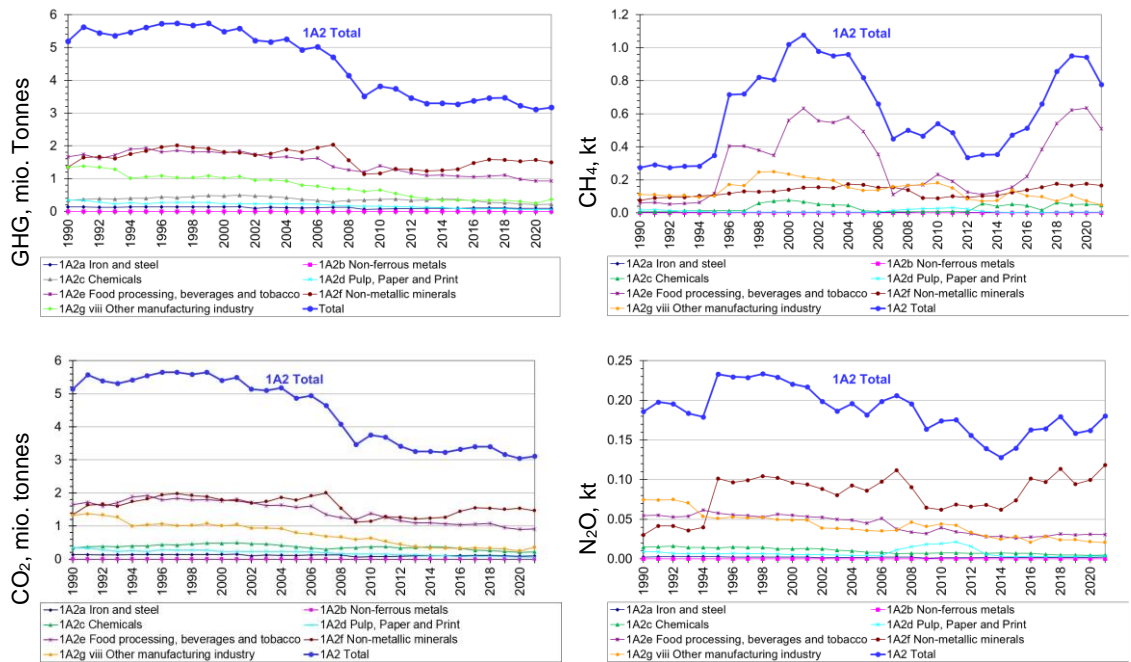 GHG, mio. Tonnes
6
5
4
3
2
1
0
1A2 Total
1990
1992
1994
1996
1998
2000
2002
2004
2006
2008
2010
2012
2014
2016
2018
2020
1A2a Iron and steel
1A2b Non-ferrous metals
1A2c Chemicals
1A2d Pulp, Paper and Print
1A2e Food processing, beverages and tobacco
1A2f Non-metallic minerals
1A2g viii Other manufacturing industry
Total
CH₄, kt
1.2
1.0
0.8
0.6
0.4
0.2
0.0
1A2 Total
1990
1992
1994
1996
1998
2000
2002
2004
2006
2008
2010
2012
2014
2016
2018
2020
1A2a Iron and steel
1A2b Non-ferrous metals
1A2c Chemicals
1A2d Pulp, Paper and Print
1A2e Food processing, beverages and tobacco
1A2f Non-metallic minerals
1A2g viii Other manufacturing industry
1A2 Total
CO₂, mio. tonnes
6
5
4
3
2
1
0
1A2 Total
1990
1992
1994
1996
1998
2000
2002
2004
2006
2008
2010
2012
2014
2016
2018
2020
1A2a Iron and steel
1A2b Non-ferrous metals
1A2c Chemicals
1A2d Pulp, Paper and Print
1A2e Food processing, beverages and tobacco
1A2f Non-metallic minerals
1A2g viii Other manufacturing industry
1A2 Total
N₂O, kt
0.25
0.20
0.15
0.10
0.05
0.00
1A2 Total
1990
1992
1994
1996
1998
2000
2002
2004
2006
2008
2010
2012
2014
2016
2018
2020
1A2a Iron and steel
1A2b Non-ferrous metals
1A2c Chemicals
1A2d Pulp, Paper and Print
1A2e Food processing, beverages and tobacco
1A2f Non-metallic minerals
1A2g viii Other manufacturing industry
1A2 Total